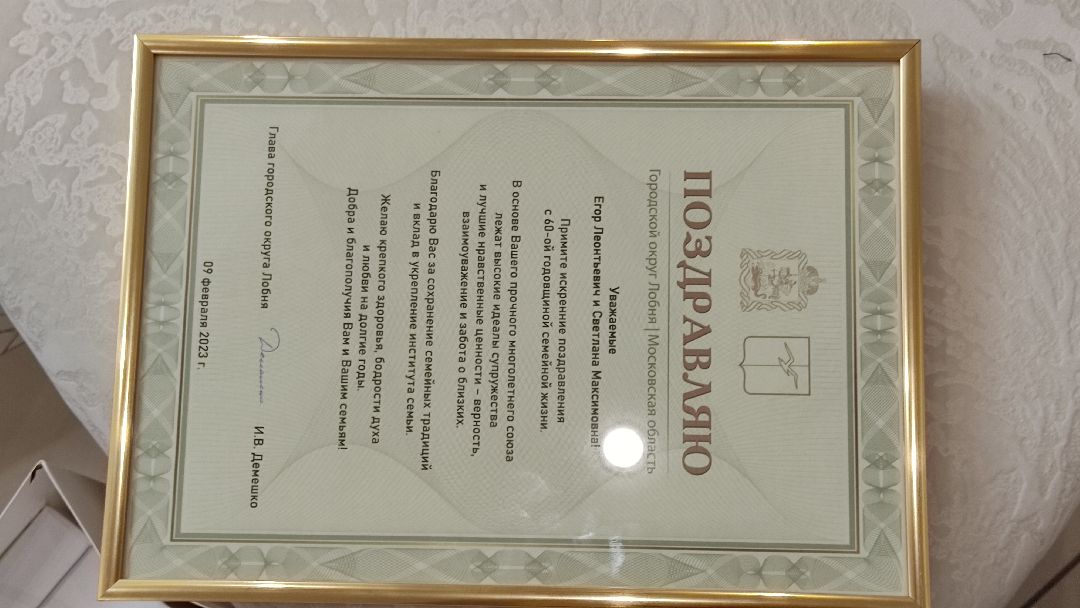 ПОЗДРАВЛЯЮ
Городской округ Лобня | Московская область
Уважаемые
Егор Леонтьевич и Светлана Максимовна!
Примите искренние поздравления
с 60-ой годовщиной семейной жизни.
В основе Вашего прочного многолетнего союза
лежат высокие идеалы супружества
и лучшие нравственные ценности – верность,
взаимоуважение и забота о близких.
Благодарю Вас за сохранение семейных традиций
и вклад в укрепление института семьи.
Желаю крепкого здоровья, бодрости духа
и любви на долгие годы.
Добра и благополучия Вам и Вашим семьям!
Глава городского округа Лобня И.В. Демешко
09 Февраля 2023 г.